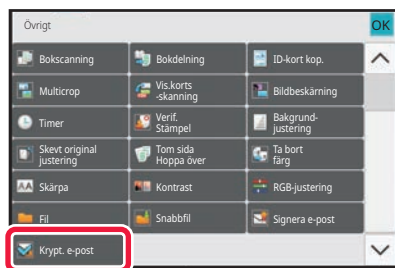 Övrigt
OK
Bokscanning
Bokdelning
ID-kort kop.
Multicrop
Vis.korts
-skanning
Bildbeskärning
Timer
Verif.
Stämpel
Bakgrund-
justering
Skevt original
justering
Tom sida
Hoppa över
Ta bort
färg
Skärpa
Kontrast
RGB-justering
Fil
Snabbfil
Signera e-post
Krypt. e-post